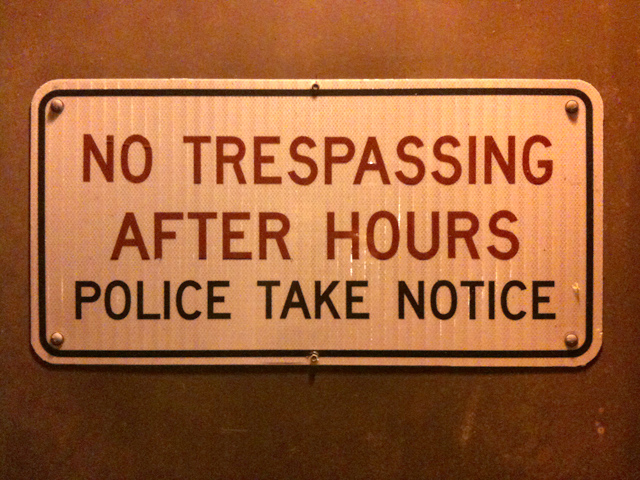 NO TRESPASSING
AFTER HOURS
POLICE TAKE NOTICE